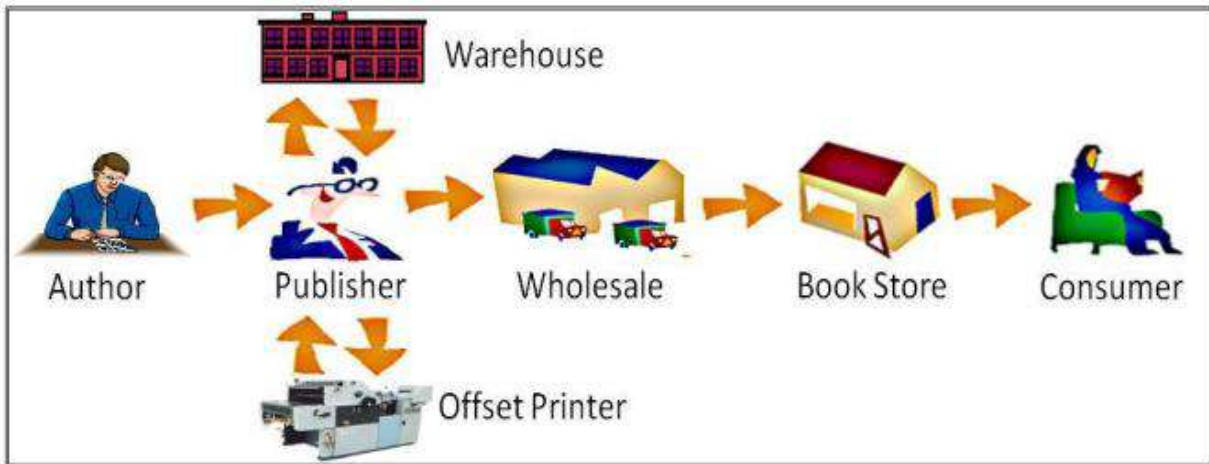 Warehouse
Author
Publisher
Wholesale
Book Store
Consumer
Offset Printer